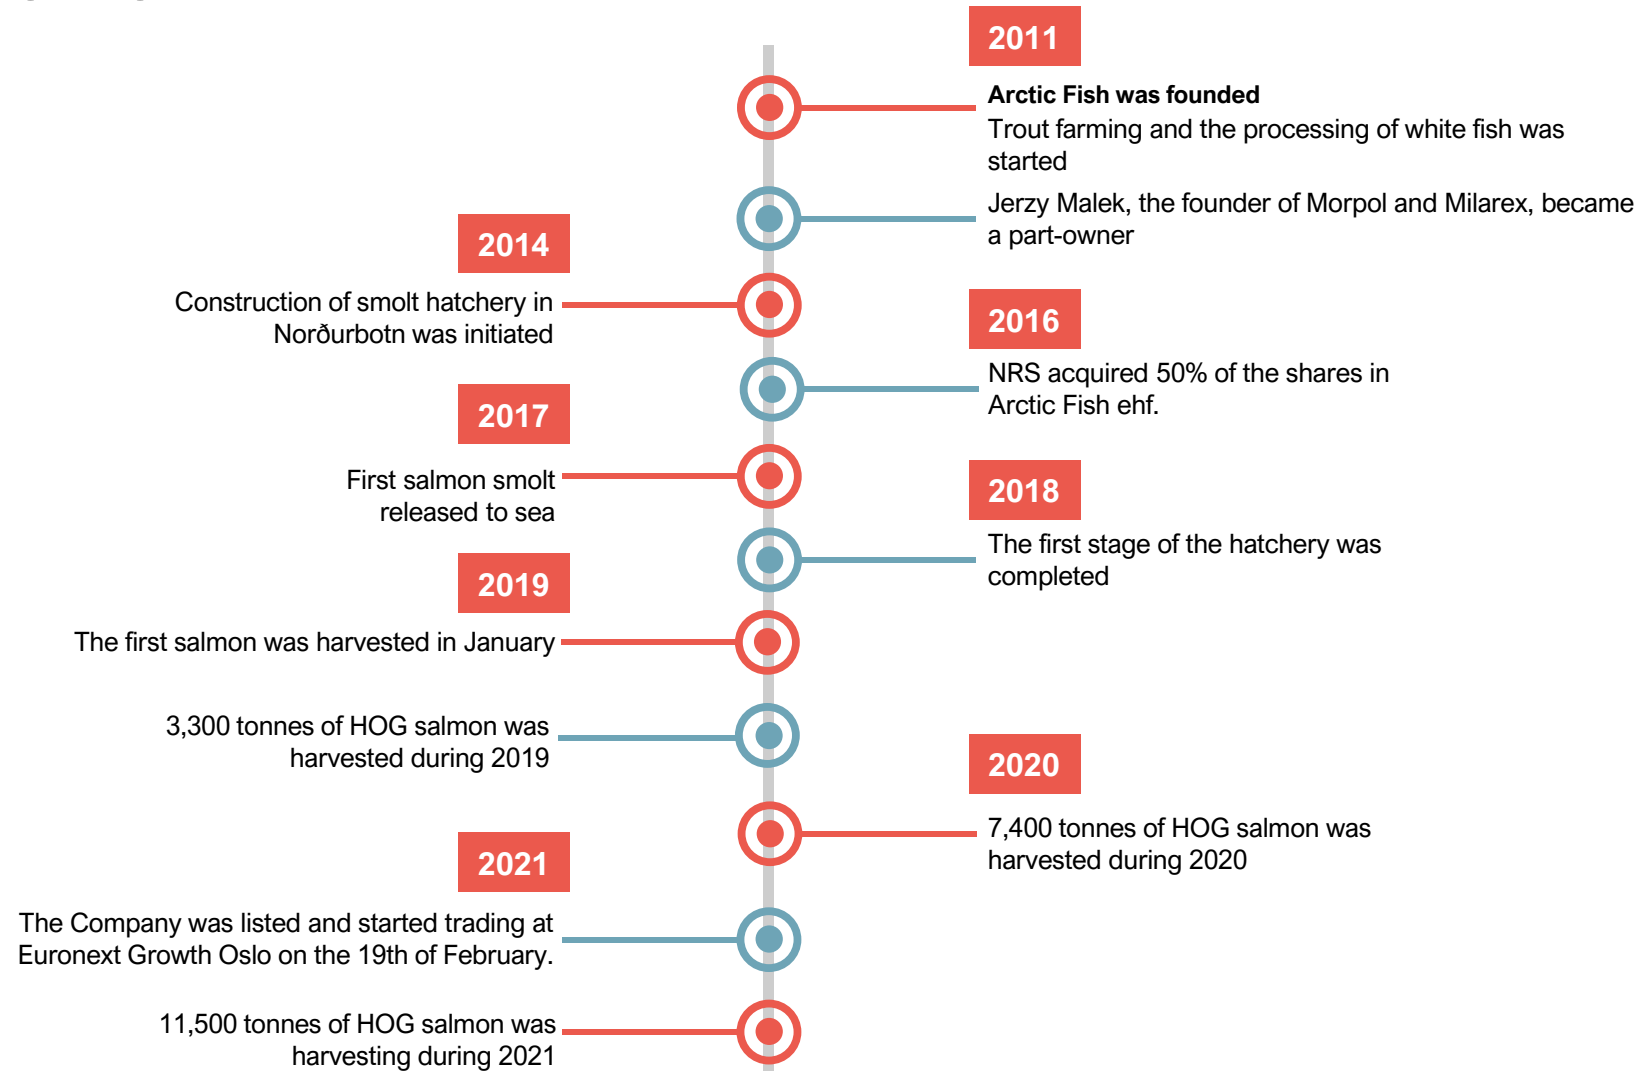 2011
Arctic Fish was founded
Trout farming and the processing of white fish was
started
Jerzy Malek, the founder of Morpol and Milarex, became
a part-owner
2014
Construction of smolt hatchery in
Norðurbotn was initiated
2016
NRS acquired 50% of the shares in
Arctic Fish ehf.
2017
First salmon smolt
released to sea
2018
The first stage of the hatchery was
completed
2019
The first salmon was harvested in January
3,300 tonnes of HOG salmon was
harvested during 2019
2020
7,400 tonnes of HOG salmon was
harvested during 2020
2021
The Company was listed and started trading at
Euronext Growth Oslo on the 19th of February.
11,500 tonnes of HOG salmon was
harvesting during 2021